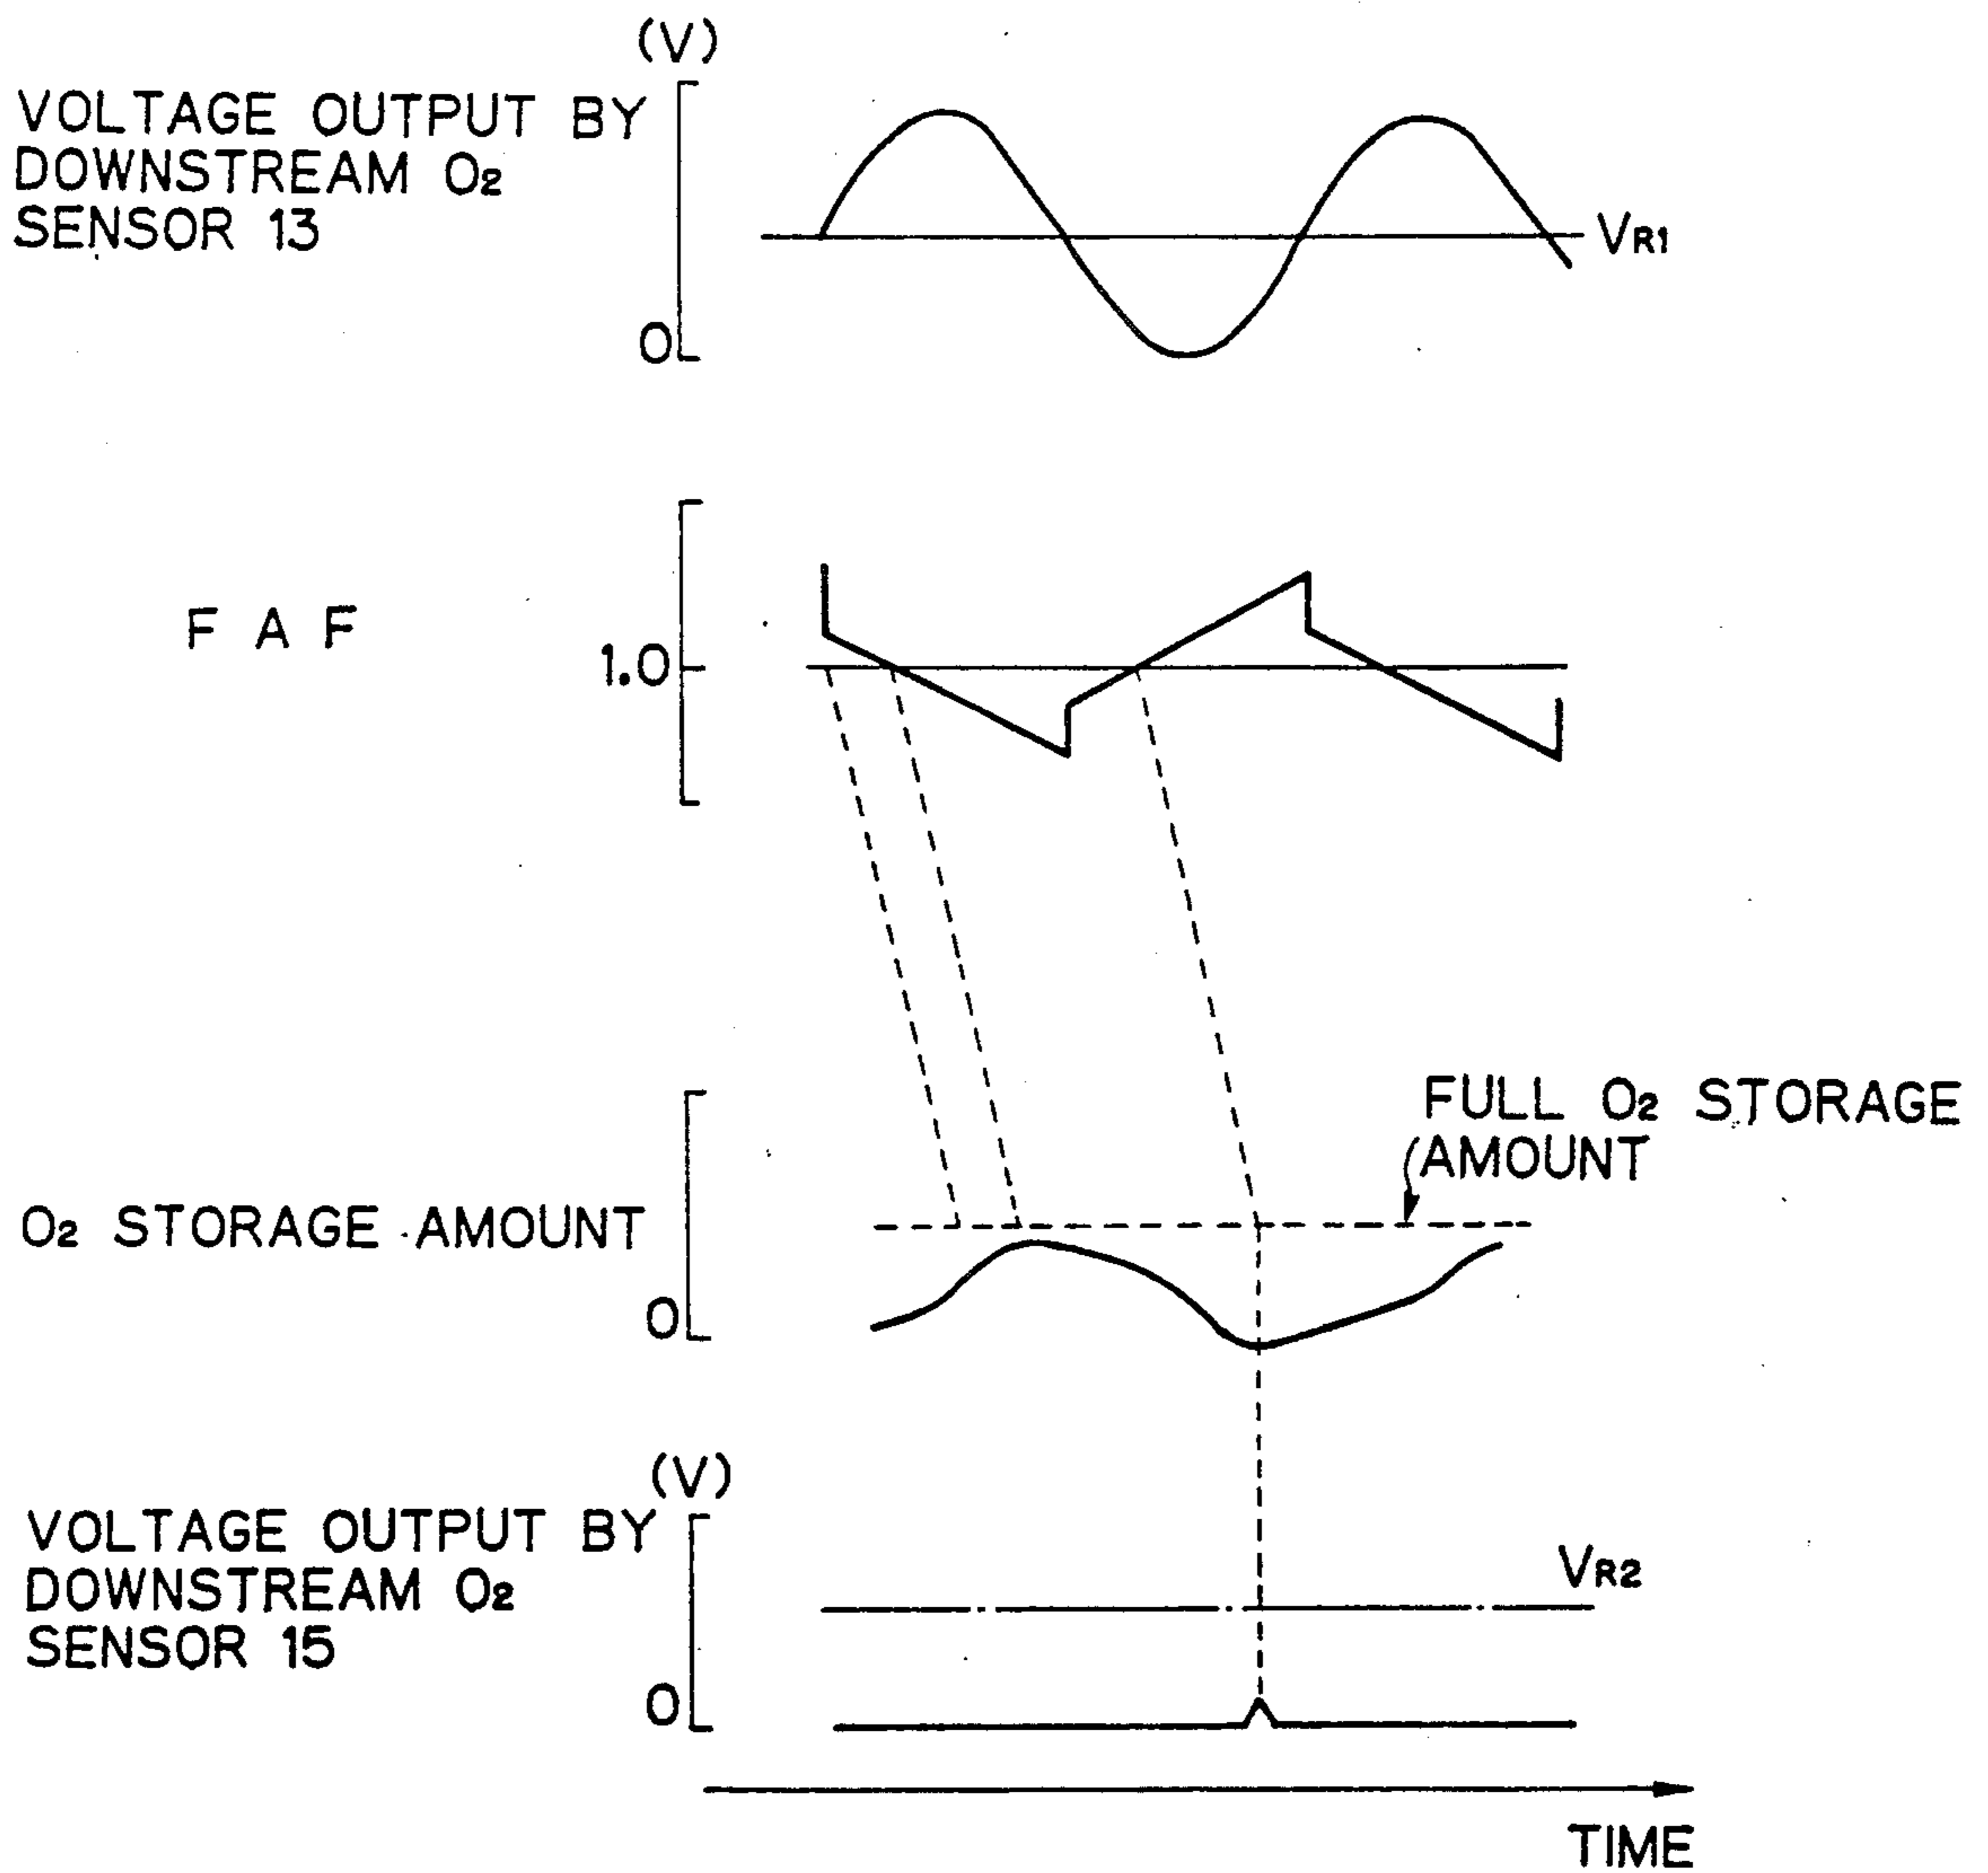 (V)
VOLTAGE OUTPUT BY
DOWNSTREAM O2
SENSOR 13
VR1
0
F A F
1.0
FULL O2 STORAGE
AMOUNT
O2 STORAGE AMOUNT
0
(V)
VOLTAGE OUTPUT BY
DOWNSTREAM O2
SENSOR 15
VR2
0
TIME